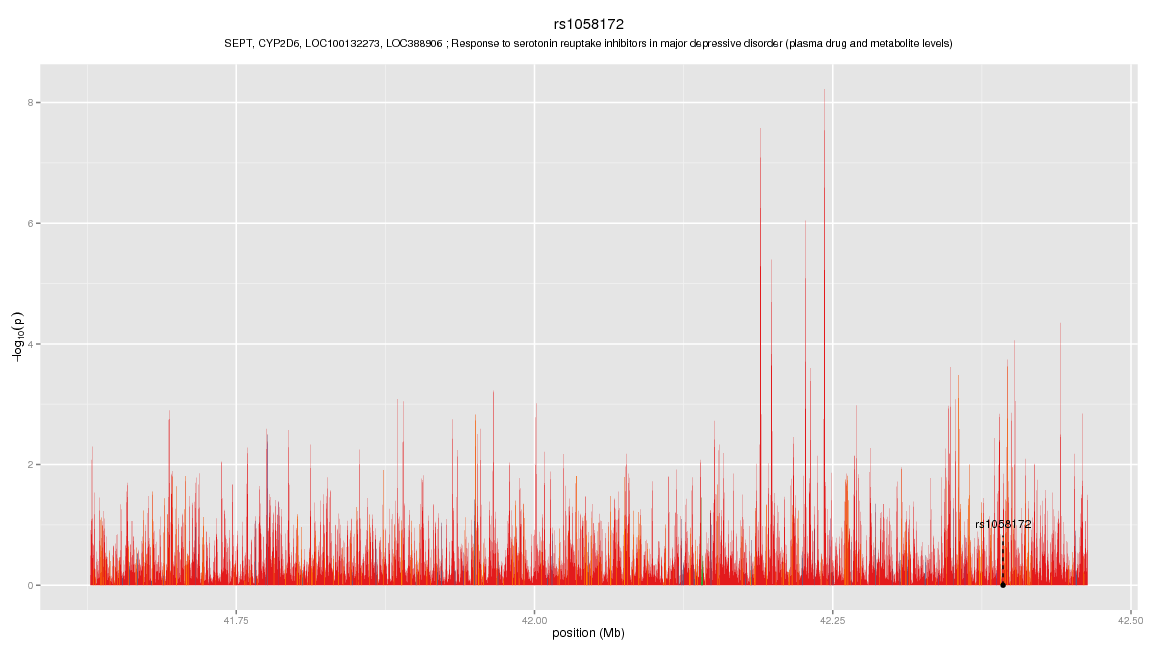 rs1058172
SEPT, CYP2D6, LOC100132273, LOC388906 ; Response to serotonin reuptake inhibitors in major depressive disorder (plasma drug and metabolite levels)
8
6
4
2
0
−log10(p)
rs1058172
41.75
42.00
42.25
42.50
position (Mb)